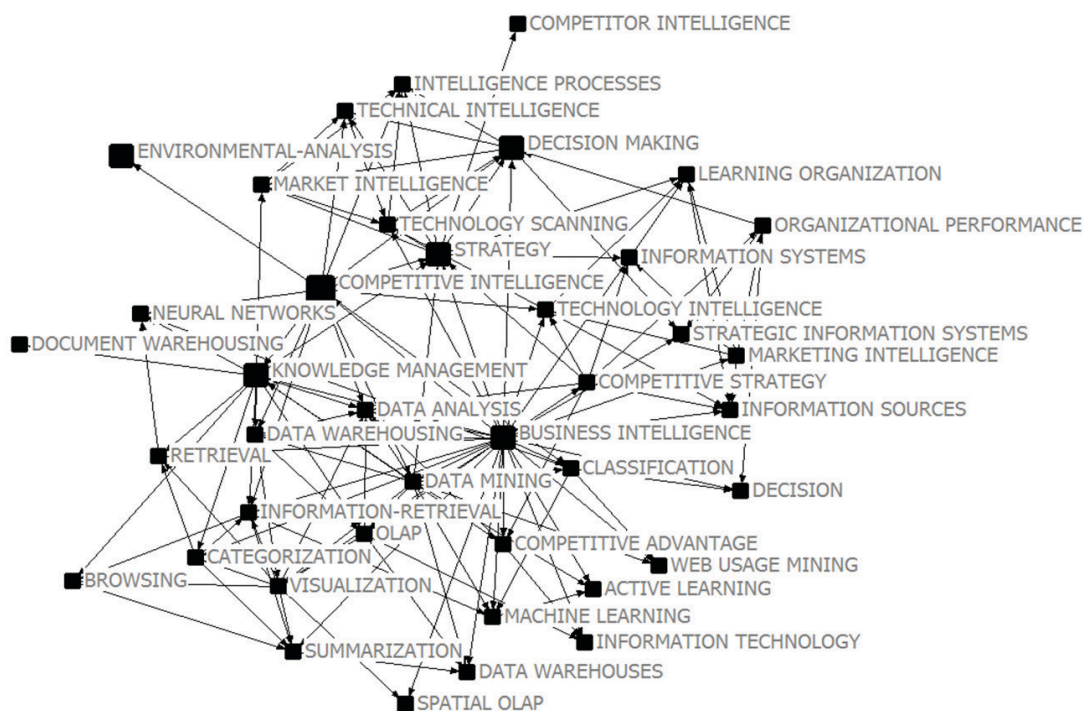 COMPETITOR INTELLIGENCE
INTELLIGENCE PROCESSES
TECHNICAL INTELLIGENCE
DECISION MAKING
ENVIRONMENTAL-ANALYSIS
LEARNING ORGANIZATION
MARKET INTELLIGENCE
TECHNOLOGY SCANNING
ORGANIZATIONAL PERFORMANCE
STRATEGY
INFORMATION SYSTEMS
COMPETITIVE INTELLIGENCE
NEURAL NETWORKS
TECHNOLOGY INTELLIGENCE
STRATEGIC INFORMATION SYSTEMS
DOCUMENT WAREHOUSING
MARKETING INTELLIGENCE
KNOWLEDGE MANAGEMENT
COMPETITIVE STRATEGY
DATA ANALYSIS
INFORMATION SOURCES
DATA WAREHOUSING
BUSINESS INTELLIGENCE
RETRIEVAL
CLASSIFICATION
DATA MINING
DECISION
INFORMATION-RETRIEVAL
OLAP
COMPETITIVE ADVANTAGE
CATEGORIZATION
WEB USAGE MINING
BROWSING
VISUALIZATION
ACTIVE LEARNING
MACHINE LEARNING
INFORMATION TECHNOLOGY
SUMMARIZATION
DATA WAREHOUSES
SPATIAL OLAP